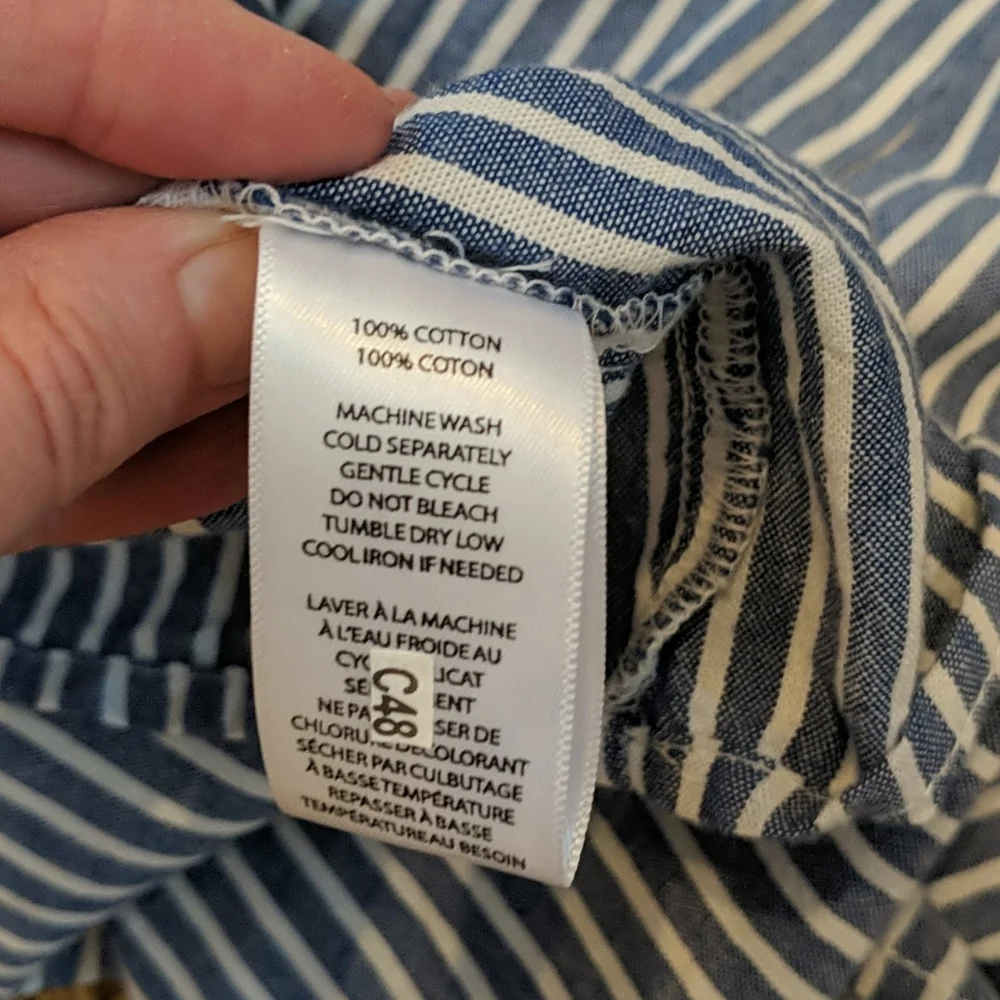 100% COTTON
100% COTON
MACHINE WASH
COLD SEPARATELY
GENTLE CYCLE
DO NOT BLEACH
TUMBLE DRY LOW
COOL IRON IF NEEDED
LAVER À LA MACHINE
À L'EAU FROIDE AU
C48
SÉCHER PAR CULBUTAGE
À BASSE TEMPÉRATURE
REPASSER À BASSE
TEMPÉRATURE AU BESOIN